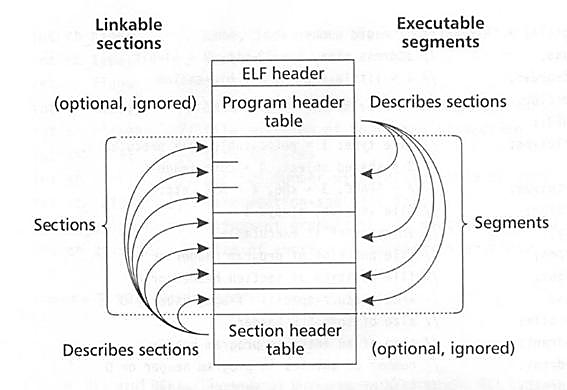 Linkable
sections
Executable
segments
ELF header
(optional, ignored)
Program header
table
Describes sections
Sections
Segments
Describes sections
Section header
table
(optional, ignored)